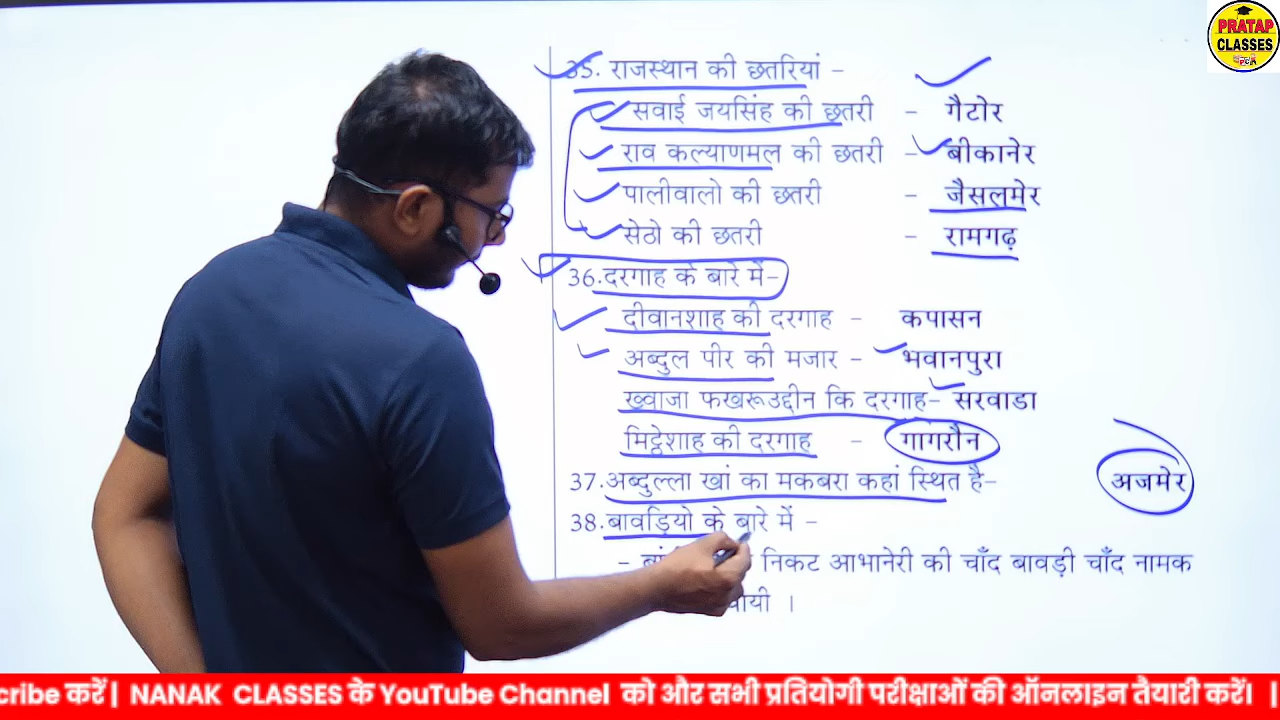 PRATAP
CLASSES
35. राजस्थान की छतरियां -
सवाई जयसिंह की छतरी - गैटोर
राव कल्याणमल की छतरी - बीकानेर
पालीवालो की छतरी - जैसलमेर
सेठो की छतरी - रामगढ़
36.दरगाह के बारे में-
दीवानशाह की दरगाह - कपासन
अब्दुल पीर की मजार - भवानपुरा
ख्वाजा फखरूउद्दीन कि दरगाह- सरवाडा
मिट्ठेशाह की दरगाह - गागरौन
37.अब्दुल्ला खां का मकबरा कहां स्थित है- अजमेर
38.बावड़ियो के बारे में -
- निकट आभानेरी की चाँद बावड़ी चाँद नामक
cribe करें | NANAK CLASSES के YouTube Channel को और सभी प्रतियोगी परीक्षाओं की ऑनलाइन तैयारी करें। |